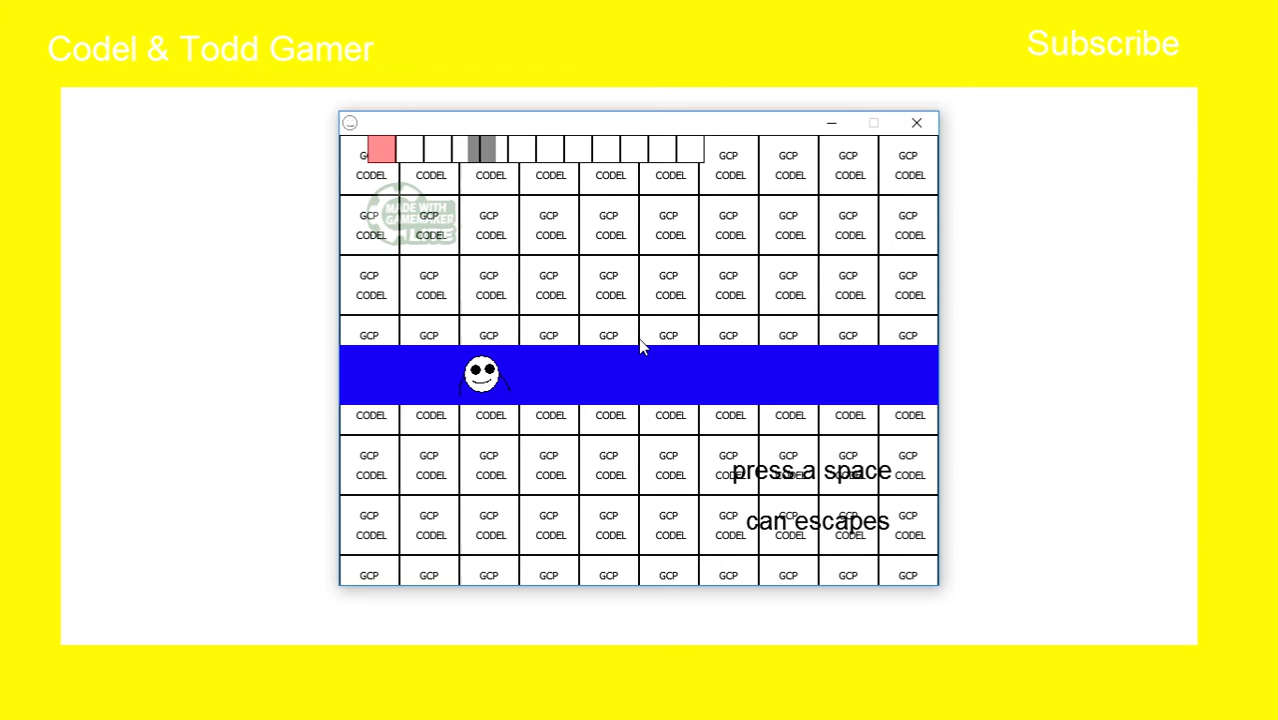 Codel & Todd Gamer
Subscribe
GCP GCP GCP GCP
CODEL CODEL CODEL CODEL CODEL CODEL CODEL CODEL CODEL CODEL
MADE WITH
GAMEMAKER
LITE
GCP GCP GCP GCP GCP GCP GCP GCP GCP GCP
CODEL CODEL CODEL CODEL CODEL CODEL CODEL CODEL CODEL CODEL
GCP GCP GCP GCP GCP GCP GCP GCP GCP GCP
CODEL CODEL CODEL CODEL CODEL CODEL CODEL CODEL CODEL CODEL
GCP GCP GCP GCP GCP GCP GCP GCP GCP GCP
CODEL CODEL CODEL CODEL CODEL CODEL CODEL CODEL CODEL CODEL
GCP GCP GCP GCP GCP GCP GCP GCP GCP GCP
press a space
CODEL CODEL CODEL CODEL CODEL CODEL CODEL CODEL CODEL CODEL
GCP GCP GCP GCP GCP GCP GCP GCP GCP GCP
can escapes
CODEL CODEL CODEL CODEL CODEL CODEL CODEL CODEL CODEL CODEL
GCP GCP GCP GCP GCP GCP GCP GCP GCP GCP